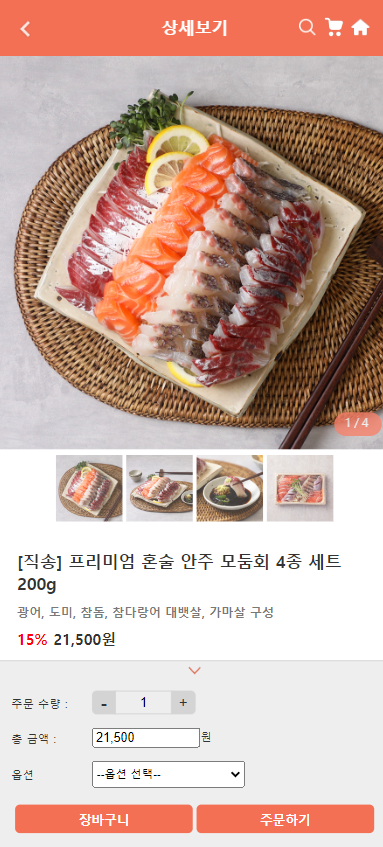 상세보기
1 / 4
[직송] 프리미엄 혼술 안주 모둠회 4종 세트
200g
광어, 도미, 참돔, 참다랑어 대뱃살, 가마살 구성
15% 21,500원
주문 수량 : - 1 +
총 금액 : 21,500원
옵션 --옵션 선택--
장바구니 주문하기